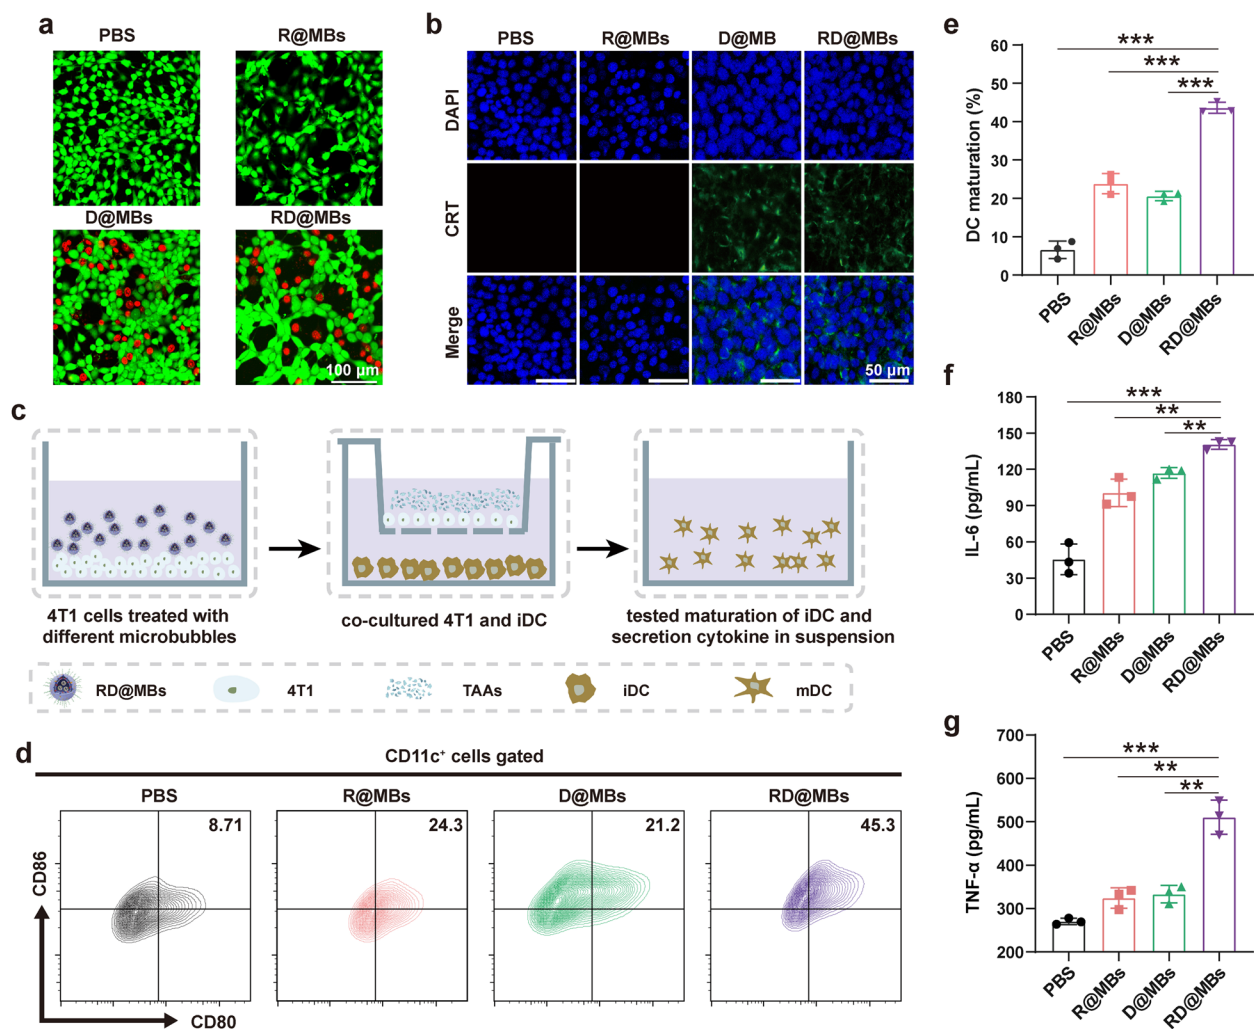 a
PBS
R@MBs
D@MBs
RD@MBs
100 μm
b
PBS
R@MBs
D@MB
RD@MBs
DAPI
CRT
Merge
50 μm
c
4T1 cells treated with
different microbubbles
co-cultured 4T1 and iDC
tested maturation of iDC and
secretion cytokine in suspension
RD@MBs
4T1
TAAs
iDC
mDC
d
CD11c⁺ cells gated
PBS
R@MBs
D@MBs
RD@MBs
8.71
24.3
21.2
45.3
CD86
CD80
e
DC maturation (%)
60
50
40
30
20
10
0
***
***
***
PBS
R@MBs
D@MBs
RD@MBs
f
IL-6 (pg/mL)
180
150
120
90
60
30
0
***
**
**
PBS
R@MBs
D@MBs
RD@MBs
g
TNF-α (pg/mL)
700
600
500
400
300
200
***
**
**
PBS
R@MBs
D@MBs
RD@MBs